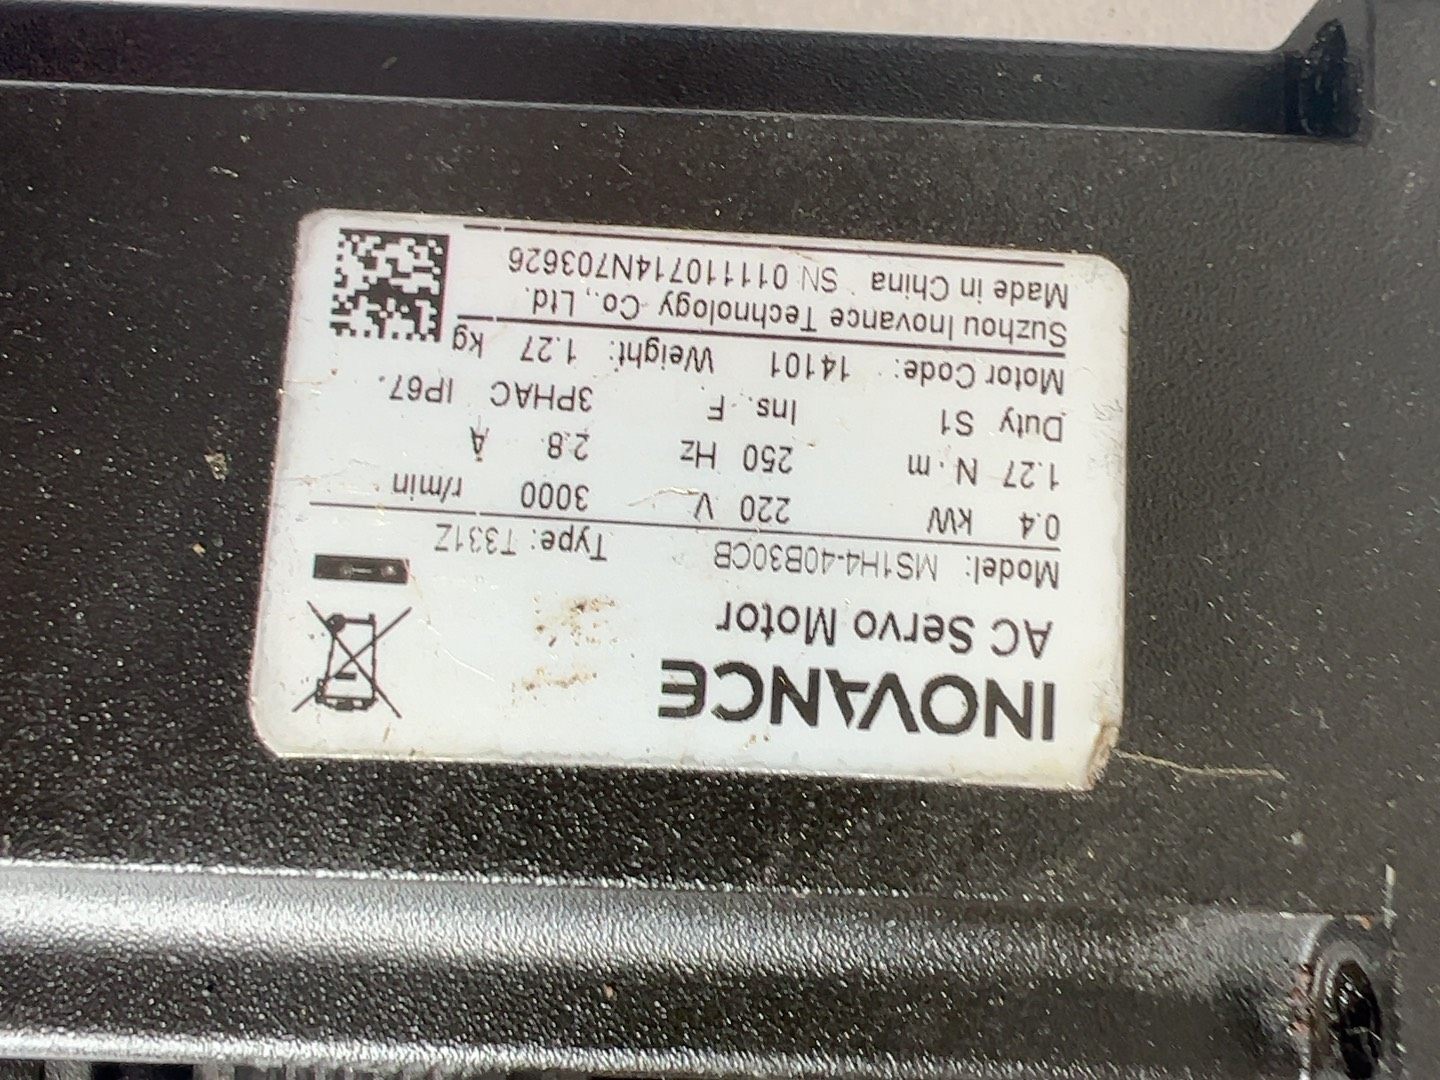 INOVANCE
AC Servo Motor
Model: MS1H4-40B30CB Type: T331Z
0.4 kW 220 V 3000 r/min
1.27 N·m 250 Hz 2.8 A
Duty S1 Ins. F 3PHAC IP67
Motor Code: 14101 Weight: 1.27 kg
Suzhou Inovance Technology Co., Ltd.
Made in China SN 011110714N703626